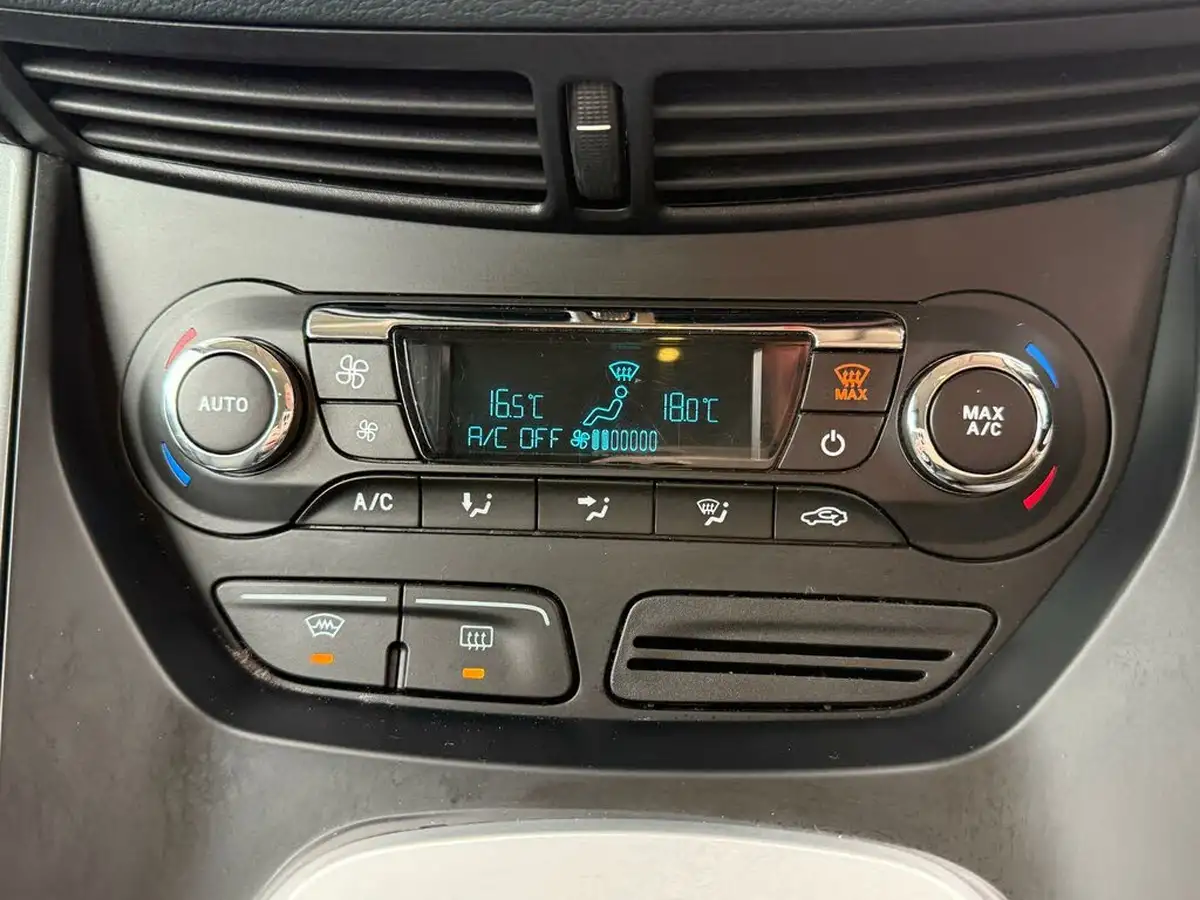 AUTO
16.5°C
18.0°C
A/C OFF
MAX
MAX
A/C
A/C